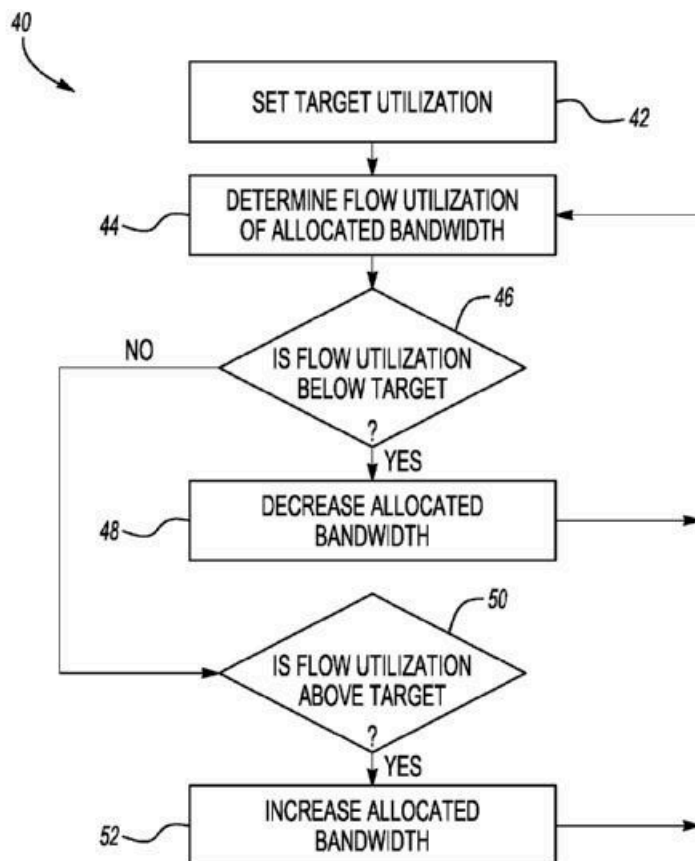 40
SET TARGET UTILIZATION
42
DETERMINE FLOW UTILIZATION
OF ALLOCATED BANDWIDTH
44
46
NO
IS FLOW UTILIZATION
BELOW TARGET
?
YES
DECREASE ALLOCATED
BANDWIDTH
48
50
IS FLOW UTILIZATION
ABOVE TARGET
?
YES
INCREASE ALLOCATED
BANDWIDTH
52